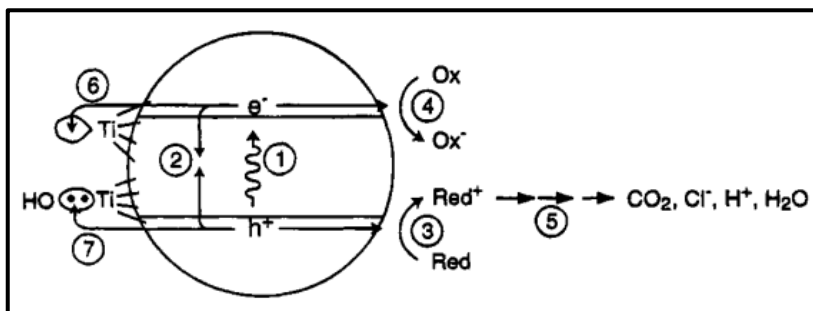 6
e⁻
Ox
Ti
4
2
1
Ox⁻
HO
Ti
Red⁺
CO₂, Cl⁻, H⁺, H₂O
5
h⁺
3
7
Red